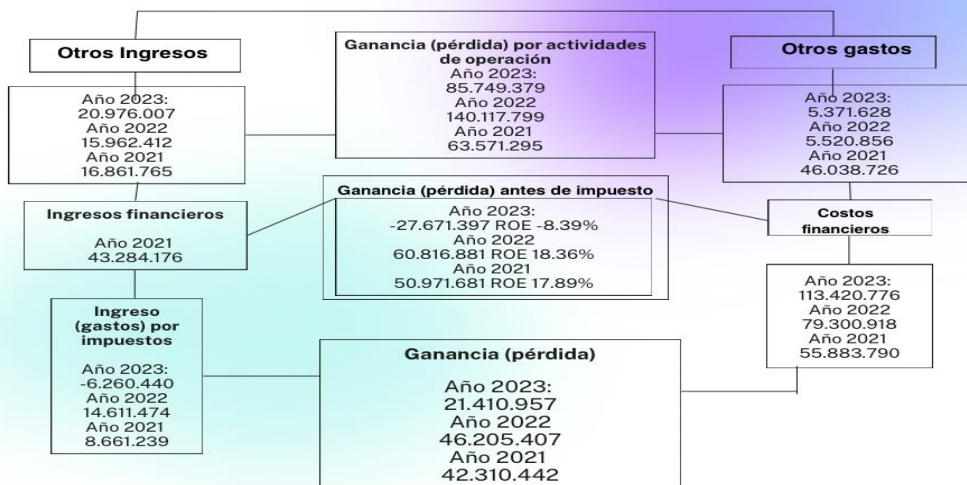 Otros Ingresos
Año 2023:
20.976.007
Año 2022
15.962.412
Año 2021
16.861.765
Ganancia (pérdida) por actividades
de operación
Año 2023:
85.749.379
Año 2022
140.117.799
Año 2021
63.571.295
Otros gastos
Año 2023:
5.371.628
Año 2022
5.520.856
Año 2021
46.038.726
Ingresos financieros
Año 2021
43.284.176
Ganancia (pérdida) antes de impuesto
Año 2023:
-27.671.397 ROE -8.39%
Año 2022
60.816.881 ROE 18.36%
Año 2021
50.971.681 ROE 17.89%
Costos
financieros
Año 2023:
113.420.776
Año 2022
79.300.918
Año 2021
55.883.790
Ingreso
(gastos) por
impuestos
Año 2023:
-6.260.440
Año 2022
14.611.474
Año 2021
8.661.239
Ganancia (pérdida)
Año 2023:
21.410.957
Año 2022
46.205.407
Año 2021
42.310.442